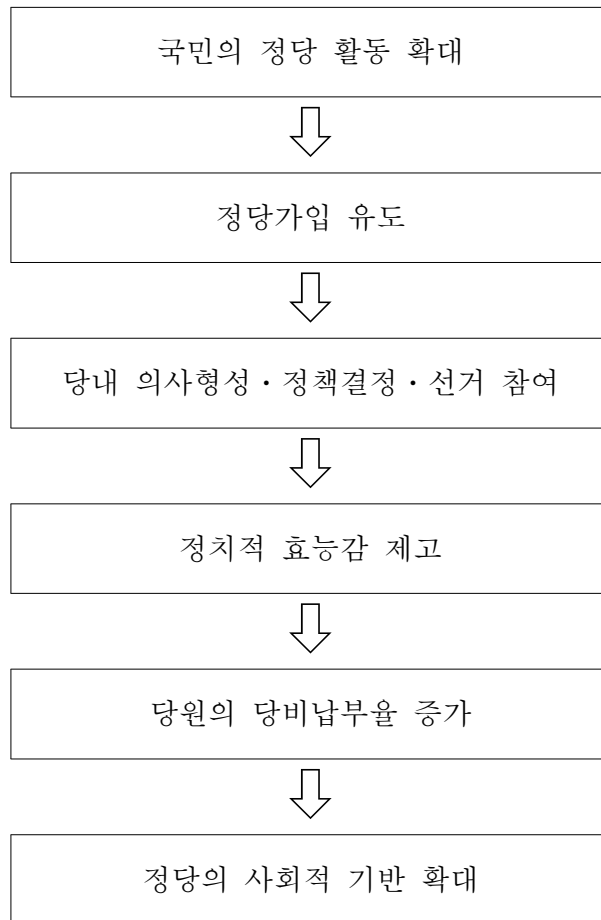 국민의 정당 활동 확대
정당가입 유도
당내 의사형성·정책결정·선거 참여
정치적 효능감 제고
당원의 당비납부율 증가
정당의 사회적 기반 확대